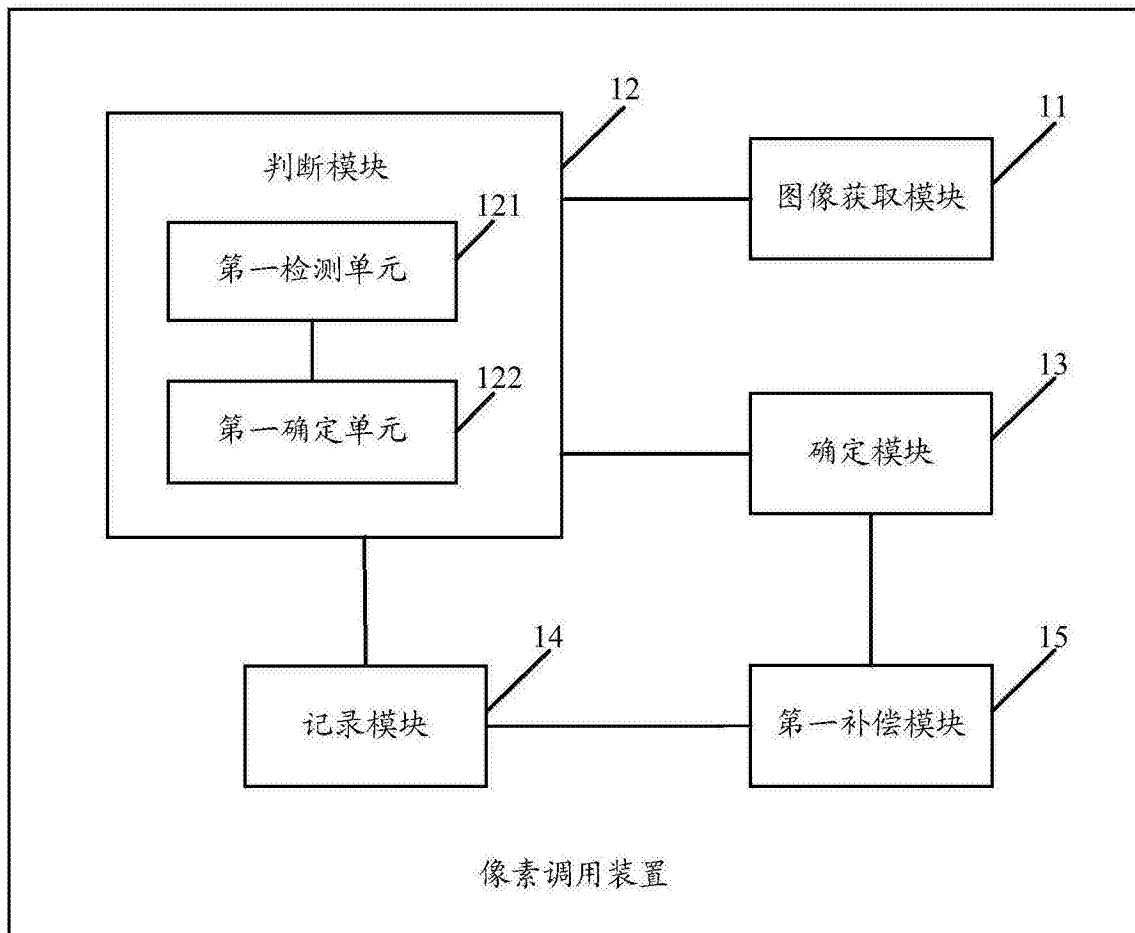 12
11
判断模块
图像获取模块
121
第一检测单元
122
13
第一确定单元
确定模块
14
15
记录模块
第一补偿模块
像素调用装置